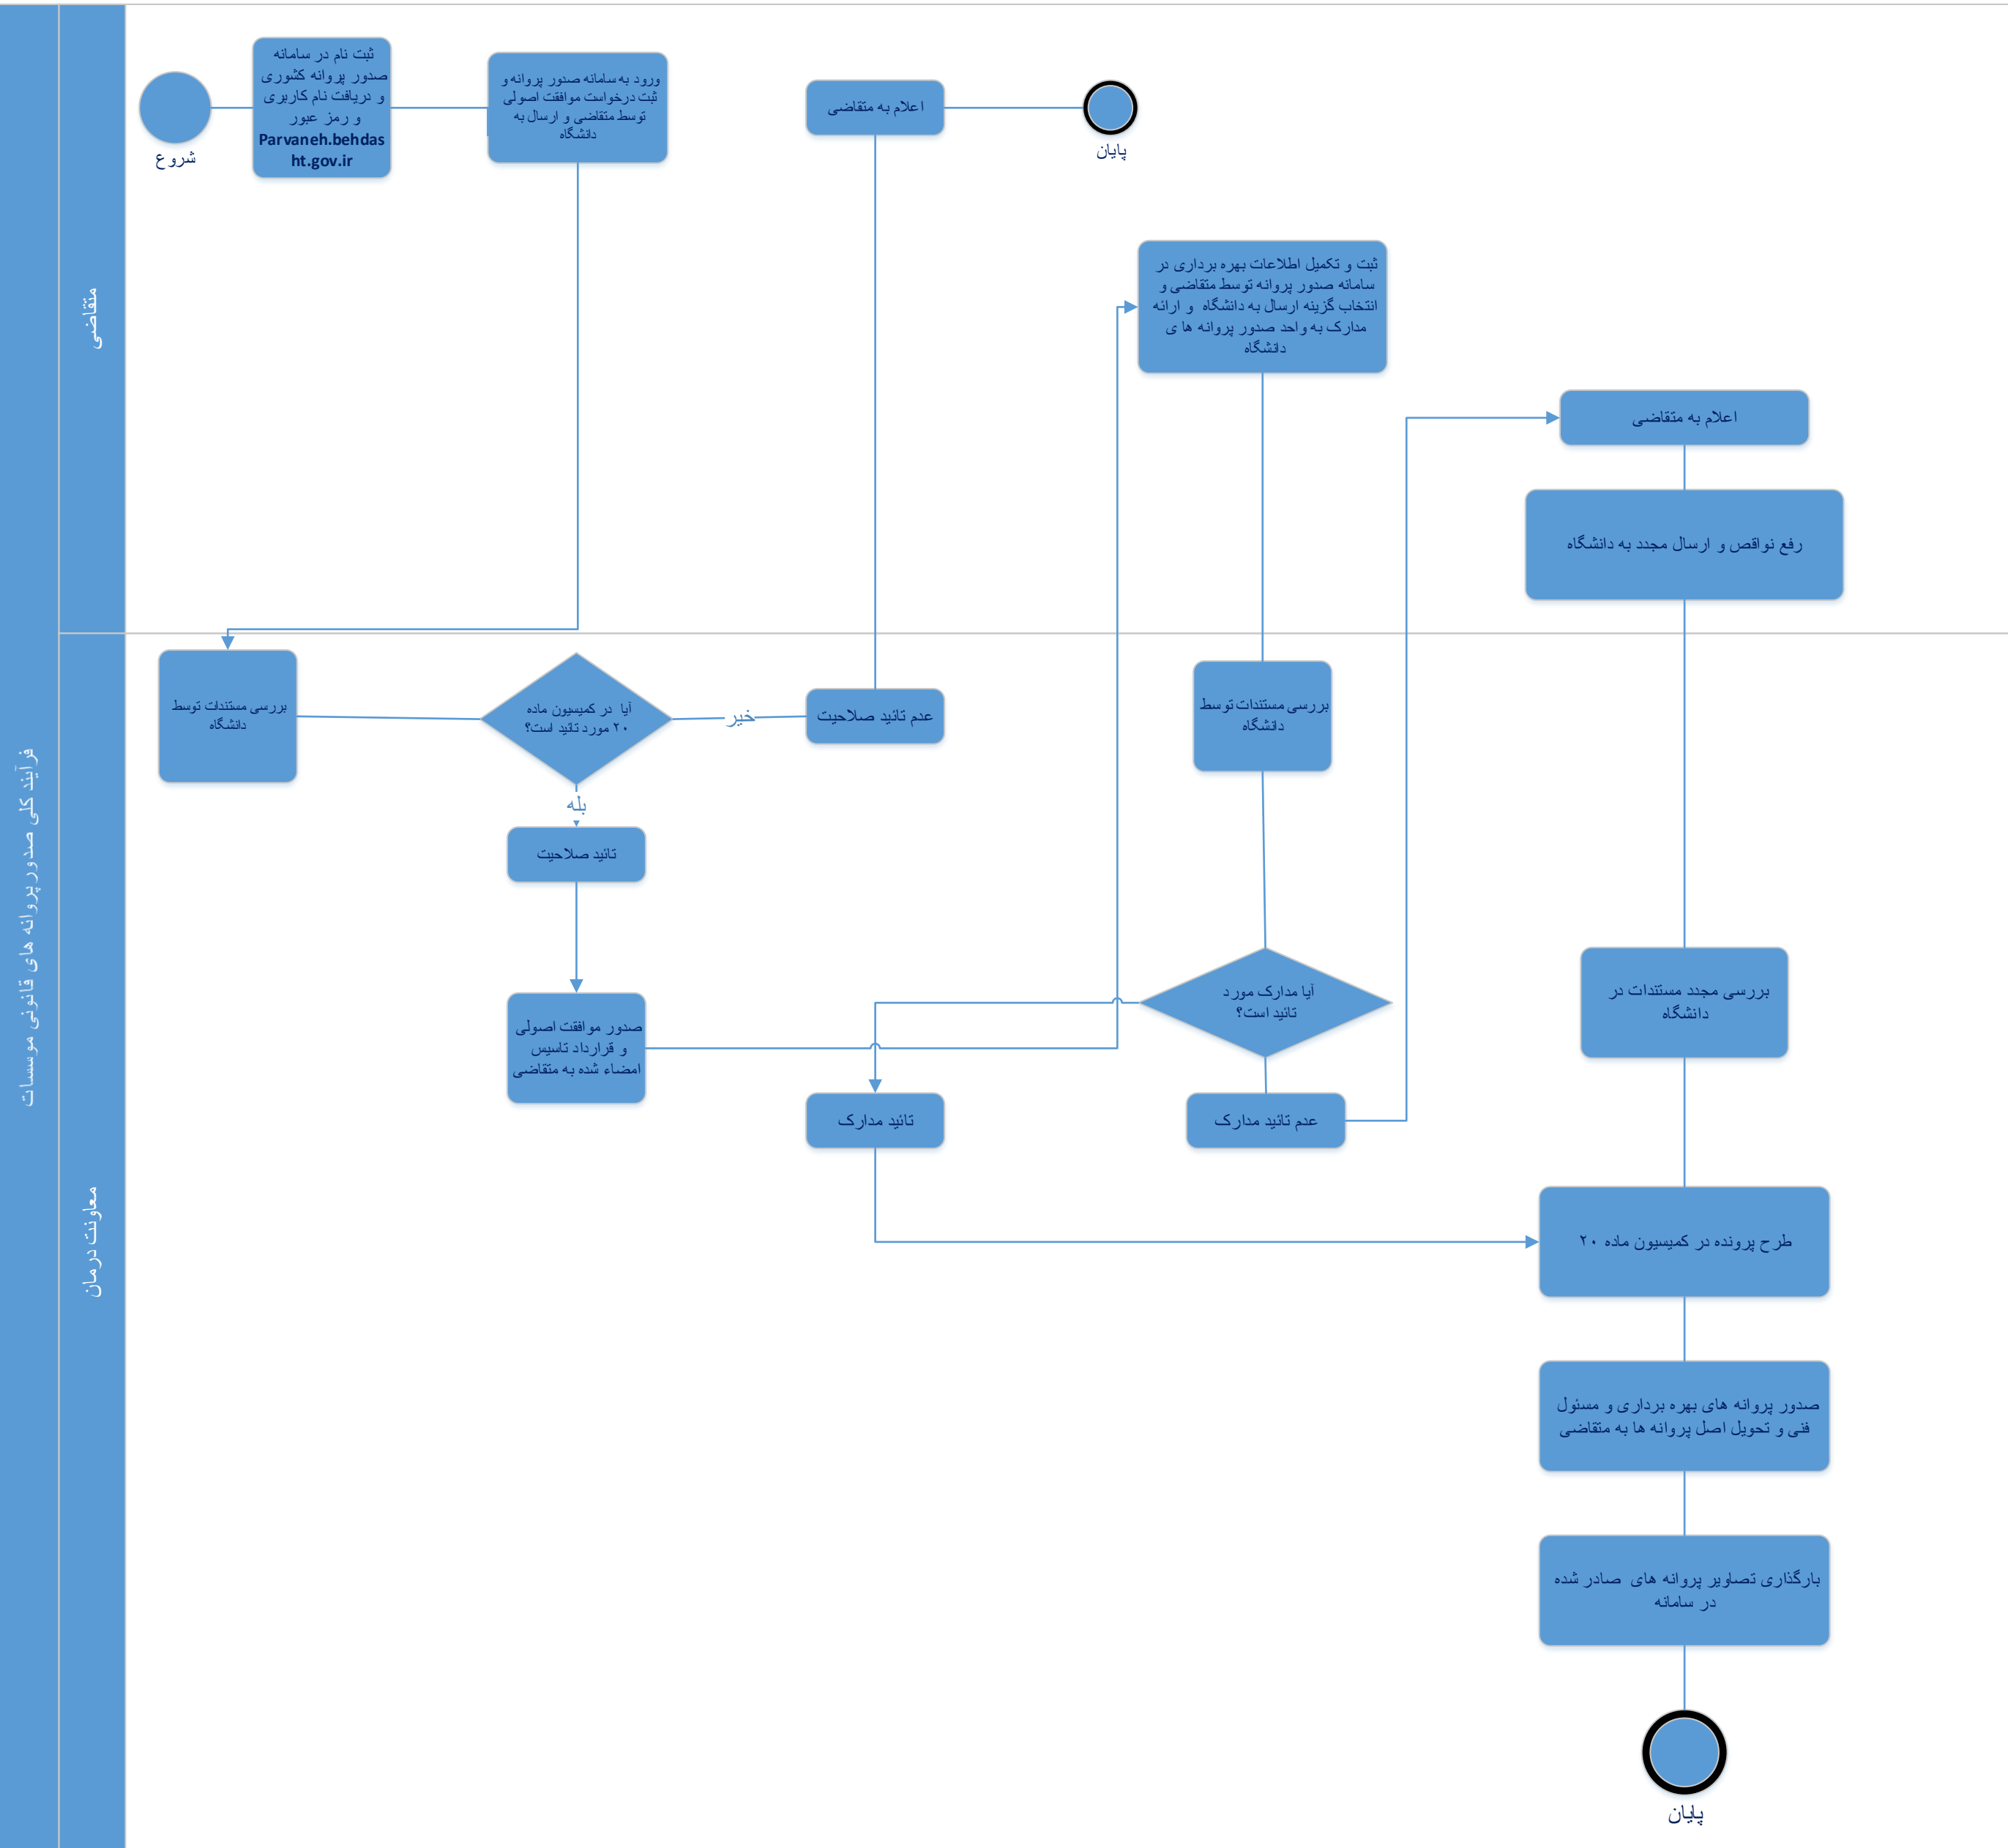 فرآیند کلی صدور پروانه های قانونی موسسات
متقاضی
معاونت درمان
شروع
ثبت نام در سامانه
صدور پروانه کشوری
و دریافت نام کاربری
و رمز عبور
Parvaneh.behdas
ht.gov.ir
ورود به سامانه صدور پروانه و
ثبت درخواست موافقت اصولی
توسط متقاضی و ارسال به
دانشگاه
اعلام به متقاضی
پایان
ثبت و تکمیل اطلاعات بهره برداری در
سامانه صدور پروانه توسط متقاضی و
انتخاب گزینه ارسال به دانشگاه و ارائه
مدارک به واحد صدور پروانه ها ی
دانشگاه
اعلام به متقاضی
رفع نواقص و ارسال مجدد به دانشگاه
بررسی مستندات توسط
دانشگاه
آیا در کمیسیون ماده
۲۰ مورد تائید است؟
خیر
عدم تائید صلاحیت
بله
تائید صلاحیت
صدور موافقت اصولی
و قرارداد تاسیس
امضاء شده به متقاضی
بررسی مستندات توسط
دانشگاه
آیا مدارک مورد
تائید است؟
تائید مدارک
عدم تائید مدارک
بررسی مجدد مستندات در
دانشگاه
طرح پرونده در کمیسیون ماده ۲۰
صدور پروانه های بهره برداری و مسئول
فنی و تحویل اصل پروانه ها به متقاضی
بارگذاری تصاویر پروانه های صادر شده
در سامانه
پایان